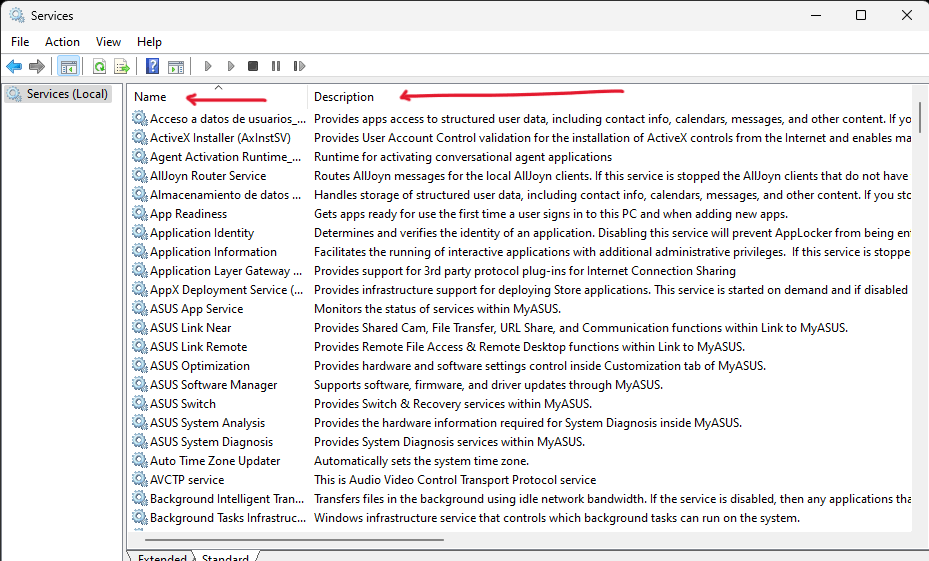 Services
File Action View Help
Services (Local)
Name Description
Acceso a datos de usuarios_... Provides apps access to structured user data, including contact info, calendars, messages, and other content. If you
ActiveX Installer (AxInstSV) Provides User Account Control validation for the installation of ActiveX controls from the Internet and enables ma
Agent Activation Runtime_... Runtime for activating conversational agent applications
AllJoyn Router Service Routes AllJoyn messages for the local AllJoyn clients. If this service is stopped the AllJoyn clients that do not have
Almacenamiento de datos ... Handles storage of structured user data, including contact info, calendars, messages, and other content. If you stop
App Readiness Gets apps ready for use the first time a user signs in to this PC and when adding new apps.
Application Identity Determines and verifies the identity of an application. Disabling this service will prevent AppLocker from being enf
Application Information Facilitates the running of interactive applications with additional administrative privileges.  If this service is stoppe
Application Layer Gateway ... Provides support for 3rd party protocol plug-ins for Internet Connection Sharing
AppX Deployment Service (... Provides infrastructure support for deploying Store applications. This service is started on demand and if disabled
ASUS App Service Monitors the status of services within MyASUS.
ASUS Link Near Provides Shared Cam, File Transfer, URL Share, and Communication functions within Link to MyASUS.
ASUS Link Remote Provides Remote File Access & Remote Desktop functions within Link to MyASUS.
ASUS Optimization Provides hardware and software settings control inside Customization tab of MyASUS.
ASUS Software Manager Supports software, firmware, and driver updates through MyASUS.
ASUS Switch Provides Switch & Recovery services within MyASUS.
ASUS System Analysis Provides the hardware information required for System Diagnosis inside MyASUS.
ASUS System Diagnosis Provides System Diagnosis services within MyASUS.
Auto Time Zone Updater Automatically sets the system time zone.
AVCTP service This is Audio Video Control Transport Protocol service
Background Intelligent Tran... Transfers files in the background using idle network bandwidth. If the service is disabled, then any applications tha
Background Tasks Infrastruc... Windows infrastructure service that controls which background tasks can run on the system.
Extended Standard